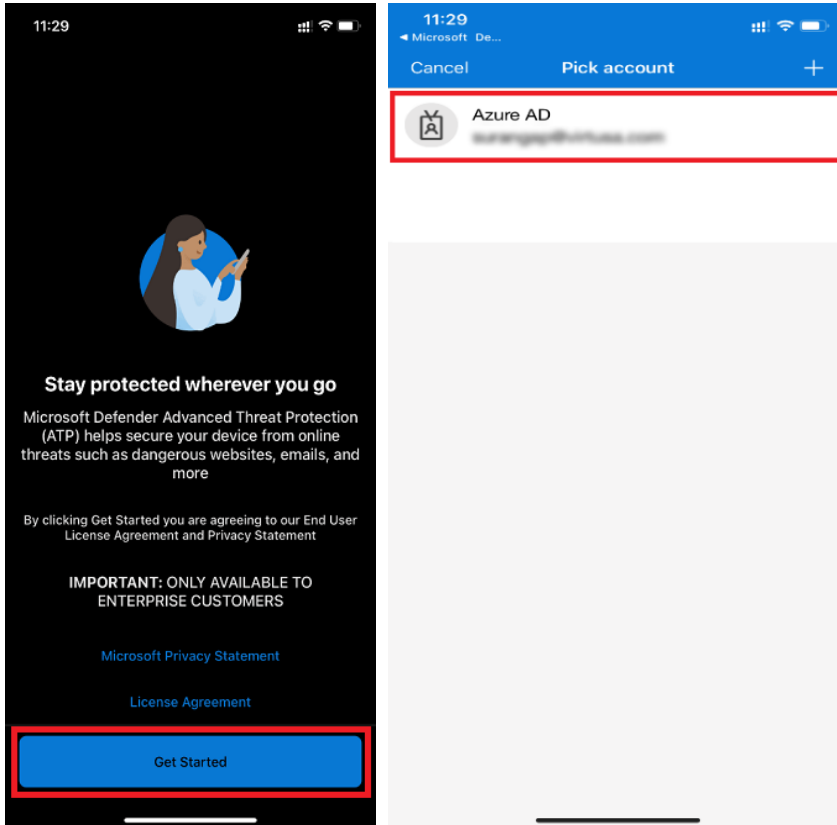 11:29
Stay protected wherever you go
Microsoft Defender Advanced Threat Protection
(ATP) helps secure your device from online
threats such as dangerous websites, emails, and
more
By clicking Get Started you are agreeing to our End User
License Agreement and Privacy Statement
IMPORTANT: ONLY AVAILABLE TO
ENTERPRISE CUSTOMERS
Microsoft Privacy Statement
License Agreement
Get Started
11:29
◀ Microsoft De...
Cancel Pick account +
Azure AD